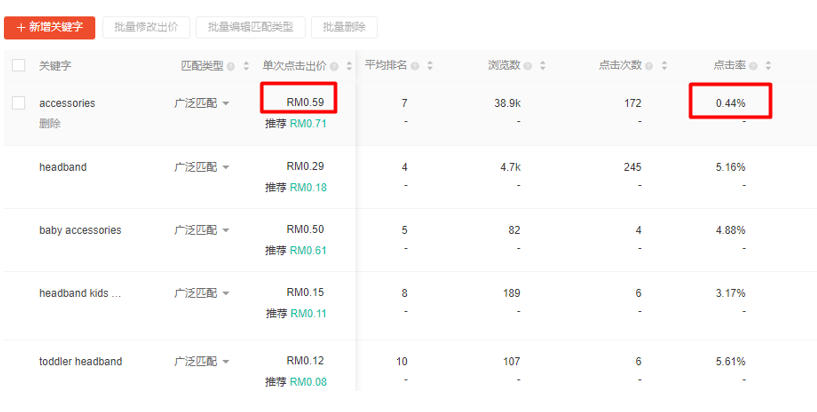 + 新增关键字 批量修改出价 批量编辑匹配类型 批量删除
关键字 匹配类型 单次点击出价 平均排名 浏览数 点击次数 点击率
accessories 广泛匹配 RM0.59 7 38.9k 172 0.44%
删除 推荐 RM0.71 - - - -
headband 广泛匹配 RM0.29 4 4.7k 245 5.16%
推荐 RM0.18 - - - -
baby accessories 广泛匹配 RM0.50 5 82 4 4.88%
推荐 RM0.61 - - - -
headband kids ... 广泛匹配 RM0.15 8 189 6 3.17%
推荐 RM0.11 - - - -
toddler headband 广泛匹配 RM0.12 10 107 6 5.61%
推荐 RM0.08 - - - -